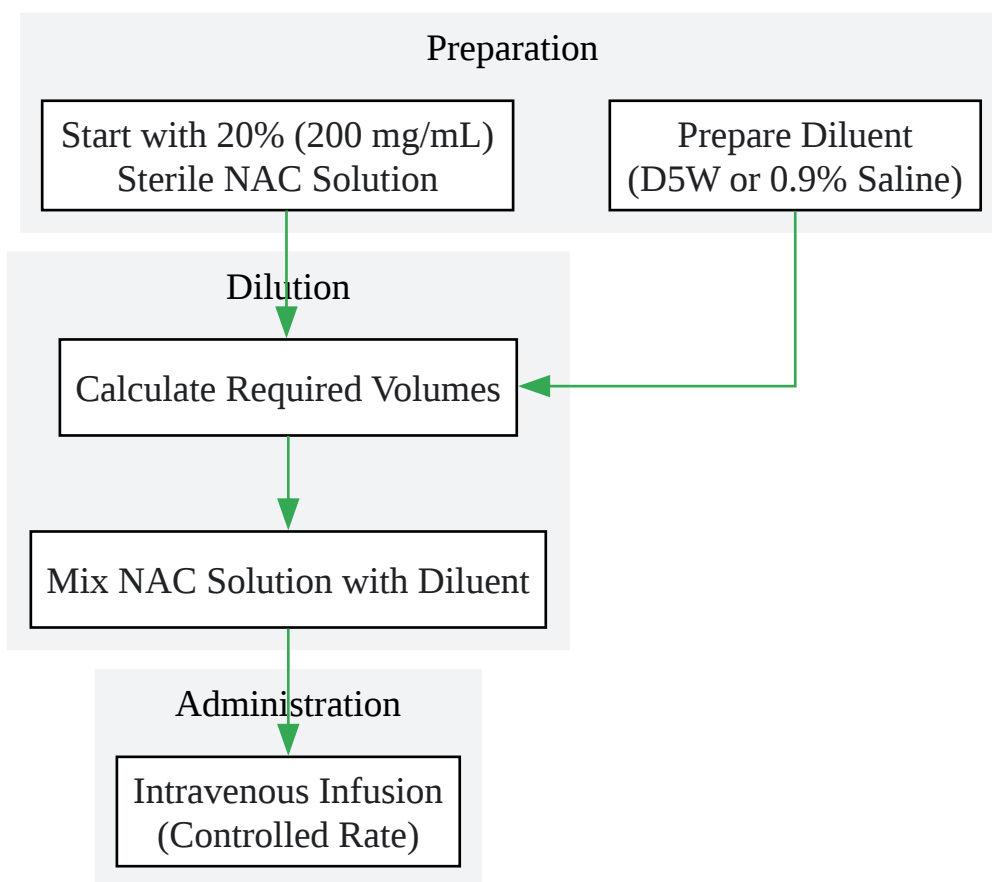 Preparation
Start with 20% (200 mg/mL)
Sterile NAC Solution
Prepare Diluent
(D5W or 0.9% Saline)
Dilution
Calculate Required Volumes
Mix NAC Solution with Diluent
Administration
Intravenous Infusion
(Controlled Rate)